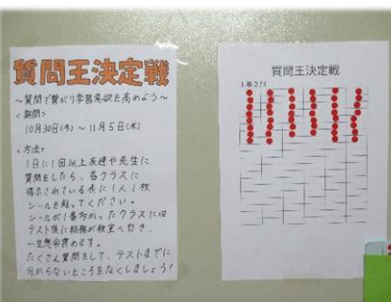 質問王決定戦
～質問で繋がり学習意欲を高めよう～
<期間>
10月30日(木)～11月5日(水)
<方法>
1日に1回以上友達や先生に
質問をしたら、各クラスに
掲示されている表に1人1枚
シールを貼ってください。
シールが1番多かったクラスには
テスト後に総務が教室へ行き、
一生懸命褒めます。
たくさん質問をして、テストまでに
分からないところをなくしましょう!
質問王決定戦
1年2組